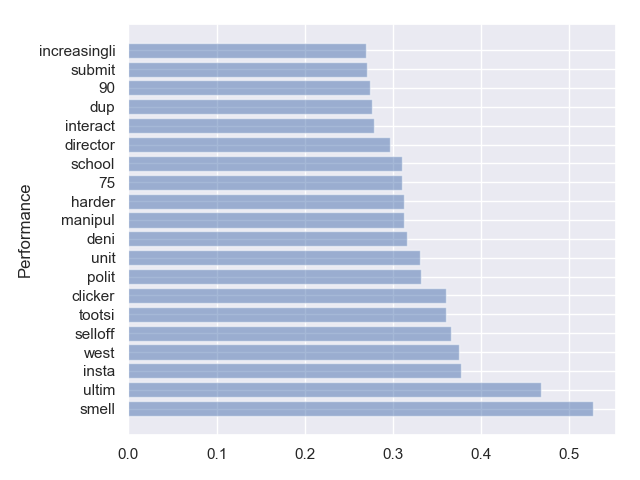 increasingli
submit
90
dup
interact
director
school
75
harder
manipul
deni
unit
polit
clicker
tootsi
selloff
west
insta
ultim
smell
Performance
0.0 0.1 0.2 0.3 0.4 0.5